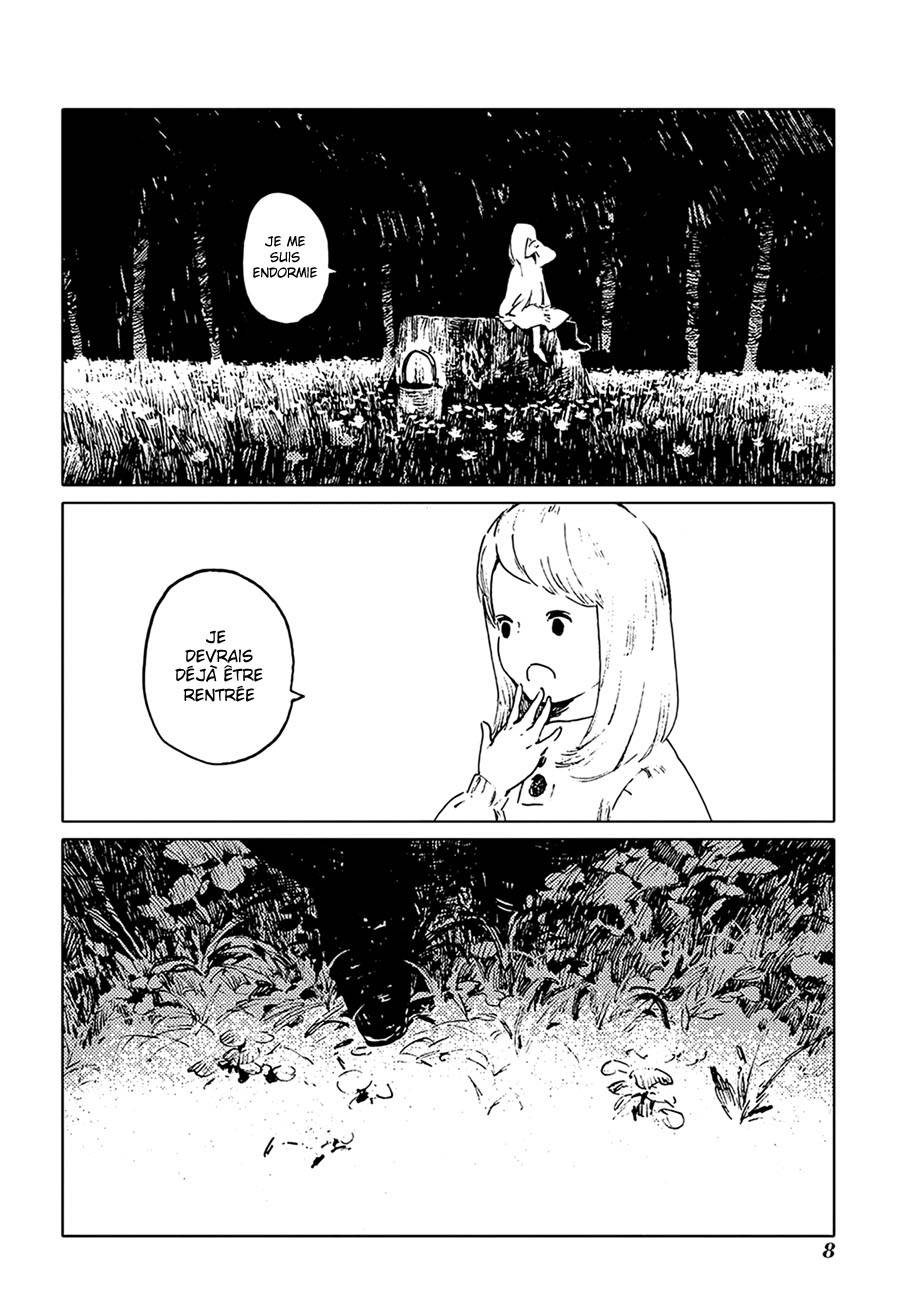 JE ME
SUIS
ENDORMIE
JE
DEVRAIS
DÉJÀ ÊTRE
RENTRÉE
8